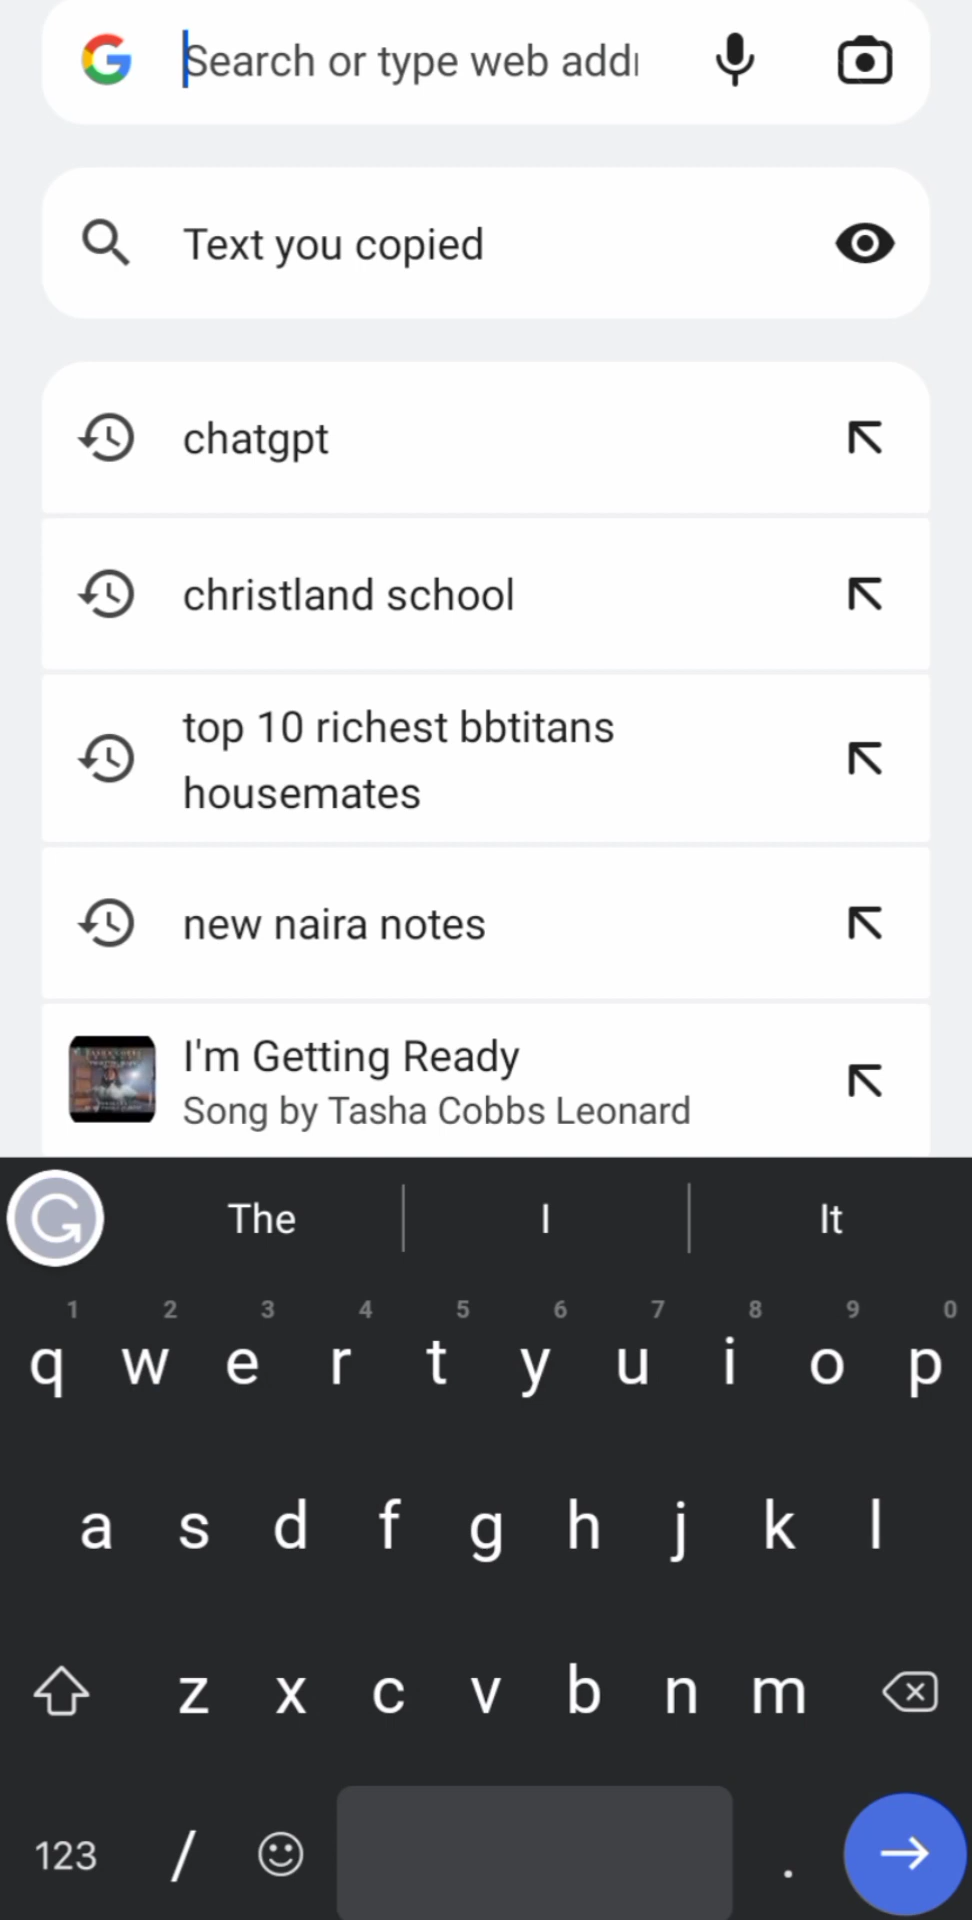 Search or type web addr
Text you copied
chatgpt
christland school
top 10 richest bbtitans
housemates
new naira notes
I'm Getting Ready
Song by Tasha Cobbs Leonard
The I It
1 2 3 4 5 6 7 8 9 0
q w e r t y u i o p
a s d f g h j k l
z x c v b n m
123 / .